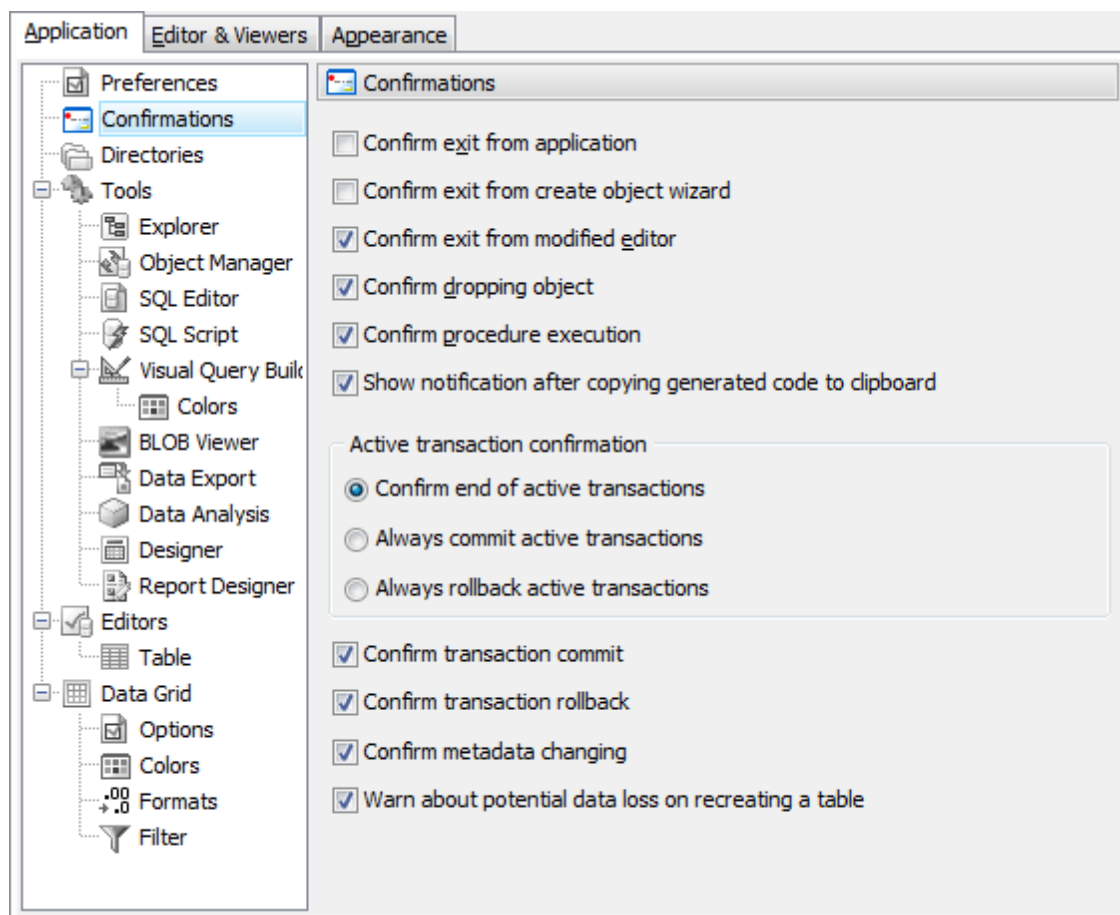 Application
Editor & Viewers
Appearance
Preferences
Confirmations
Directories
Tools
Explorer
Object Manager
SQL Editor
SQL Script
Visual Query Buil
Colors
BLOB Viewer
Data Export
Data Analysis
Designer
Report Designer
Editors
Table
Data Grid
Options
Colors
Formats
Filter
Confirmations
Confirm exit from application
Confirm exit from create object wizard
Confirm exit from modified editor
Confirm dropping object
Confirm procedure execution
Show notification after copying generated code to clipboard
Active transaction confirmation
Confirm end of active transactions
Always commit active transactions
Always rollback active transactions
Confirm transaction commit
Confirm transaction rollback
Confirm metadata changing
Warn about potential data loss on recreating a table